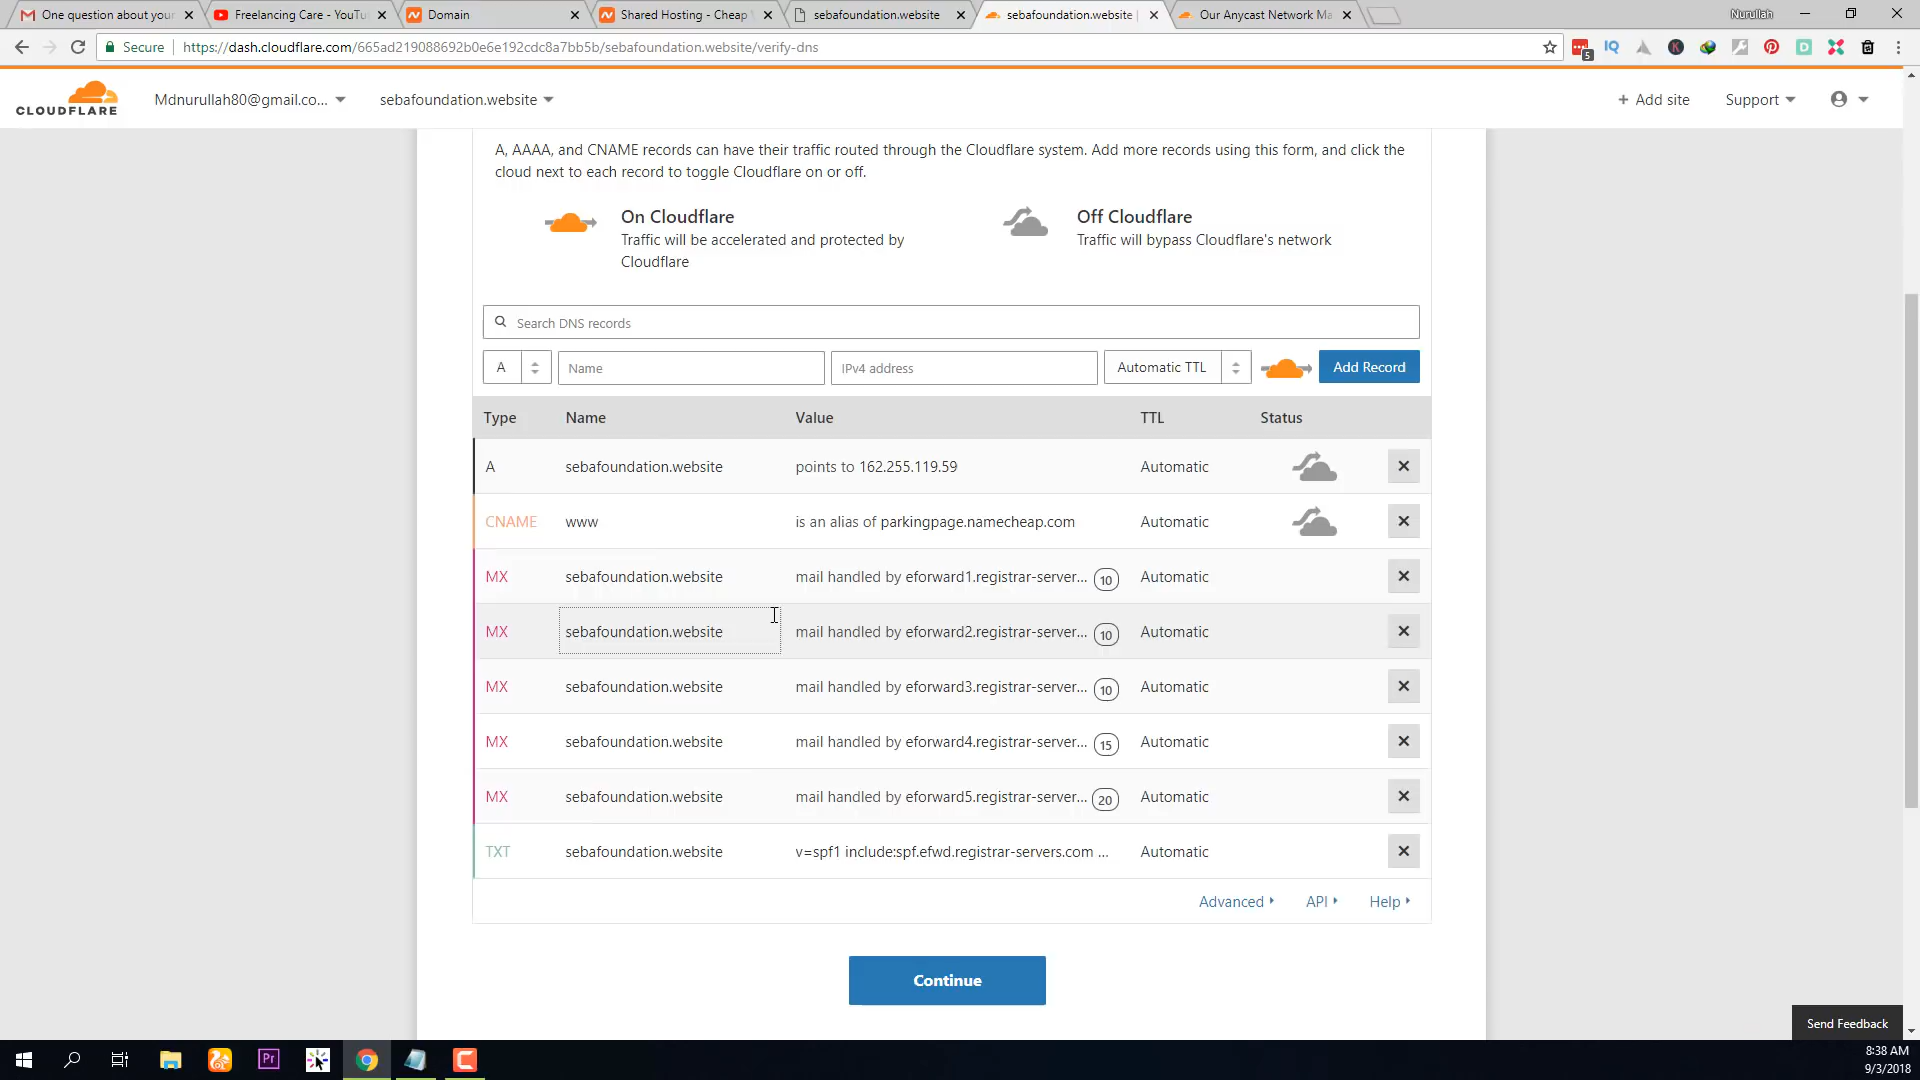 One question about your
Freelancing Care - YouTu
Domain
Shared Hosting - Cheap
sebafoundation.website
sebafoundation.website |
Our Anycast Network Ma
Nurullah
Secure
https://dash.cloudflare.com/665ad219088692b0e6e192cdc8a7bb5b/sebafoundation.website/verify-dns
5
IQ
K
D
CLOUDFLARE
Mdnurullah80@gmail.co...
sebafoundation.website
+ Add site
Support
A, AAAA, and CNAME records can have their traffic routed through the Cloudflare system. Add more records using this form, and click the
cloud next to each record to toggle Cloudflare on or off.
On Cloudflare
Traffic will be accelerated and protected by
Cloudflare
Off Cloudflare
Traffic will bypass Cloudflare's network
Search DNS records
A
Name
IPv4 address
Automatic TTL
Add Record
Type Name Value TTL Status
A sebafoundation.website points to 162.255.119.59 Automatic
CNAME www is an alias of parkingpage.namecheap.com Automatic
MX sebafoundation.website mail handled by eforward1.registrar-server... 10 Automatic
MX sebafoundation.website mail handled by eforward2.registrar-server... 10 Automatic
MX sebafoundation.website mail handled by eforward3.registrar-server... 10 Automatic
MX sebafoundation.website mail handled by eforward4.registrar-server... 15 Automatic
MX sebafoundation.website mail handled by eforward5.registrar-server... 20 Automatic
TXT sebafoundation.website v=spf1 include:spf.efwd.registrar-servers.com ... Automatic
Advanced API Help
Continue
Send Feedback
Pr
C
8:38 AM
9/3/2018